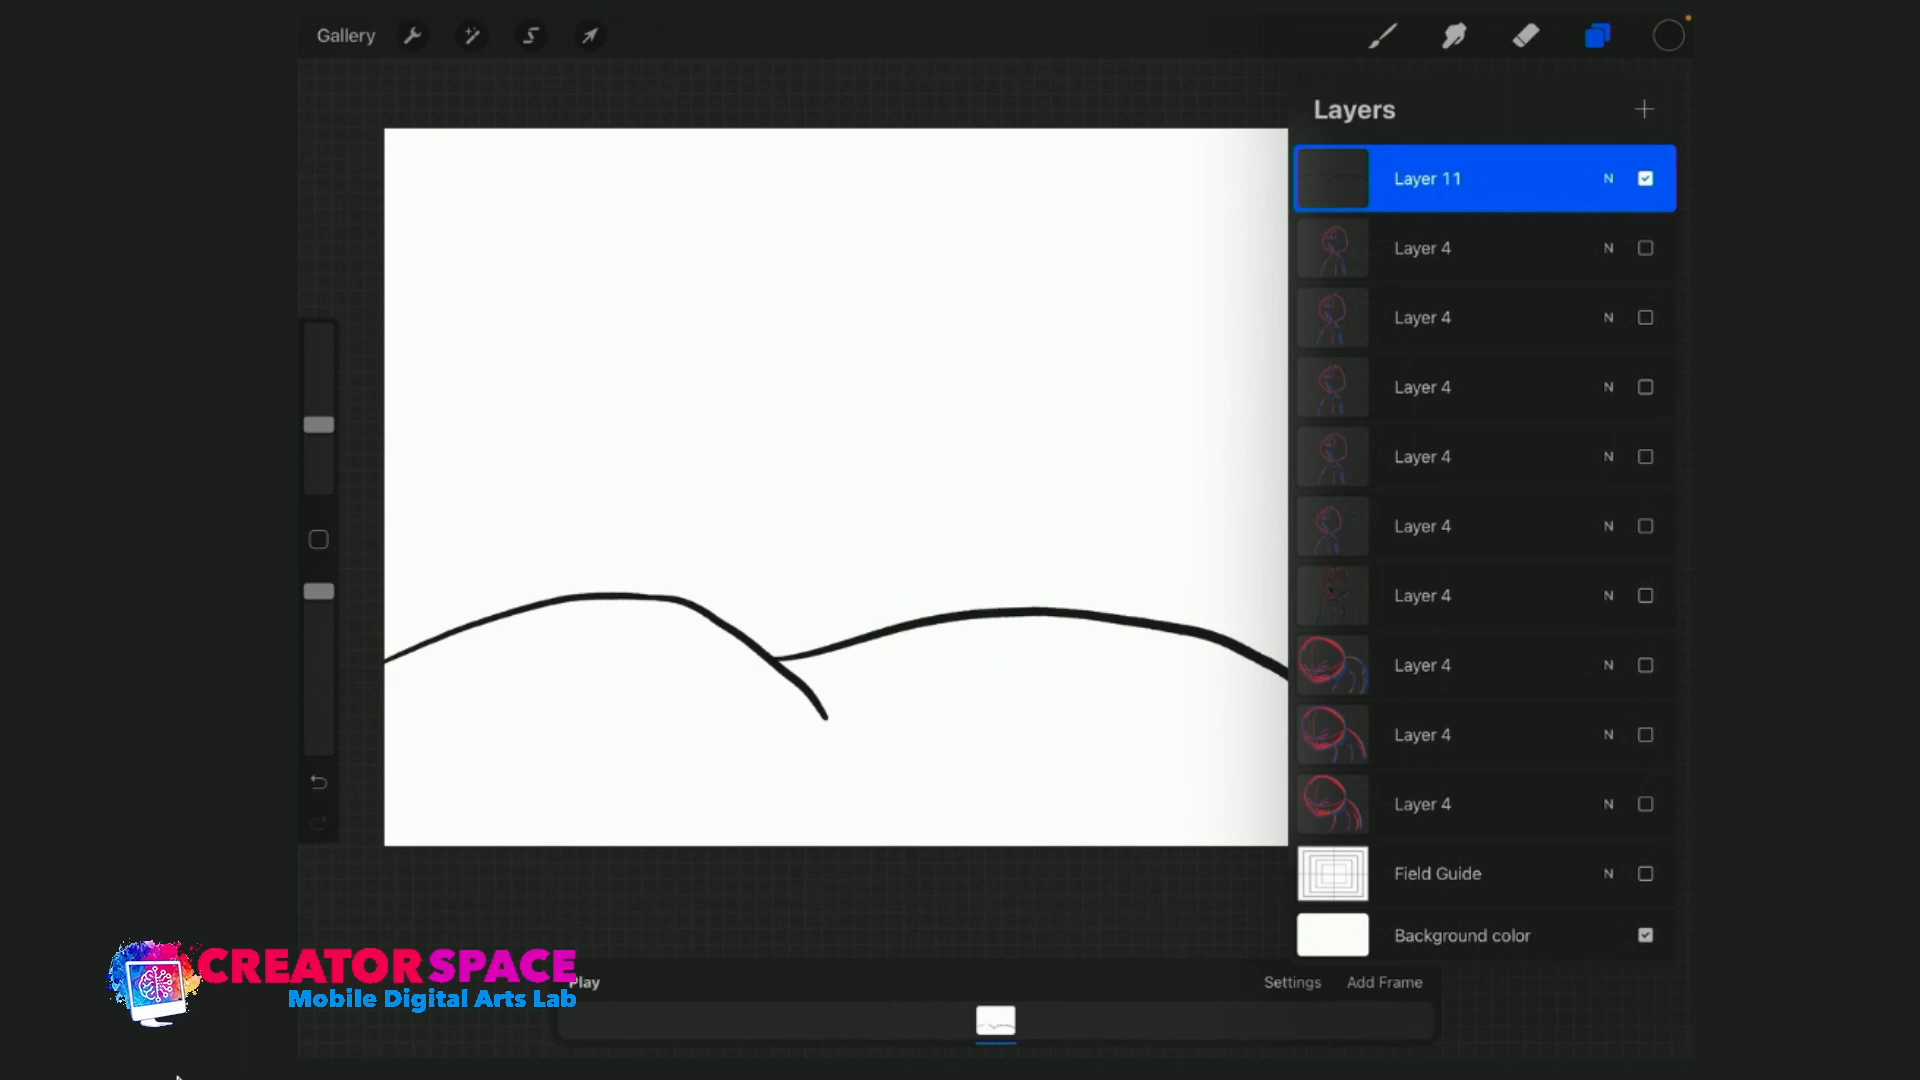 Gallery
Layers
Layer 11 N
Layer 4 N
Layer 4 N
Layer 4 N
Layer 4 N
Layer 4 N
Layer 4 N
Layer 4 N
Layer 4 N
Layer 4 N
Field Guide N
Background color
Play Settings Add Frame
CREATORSPACE
Mobile Digital Arts Lab